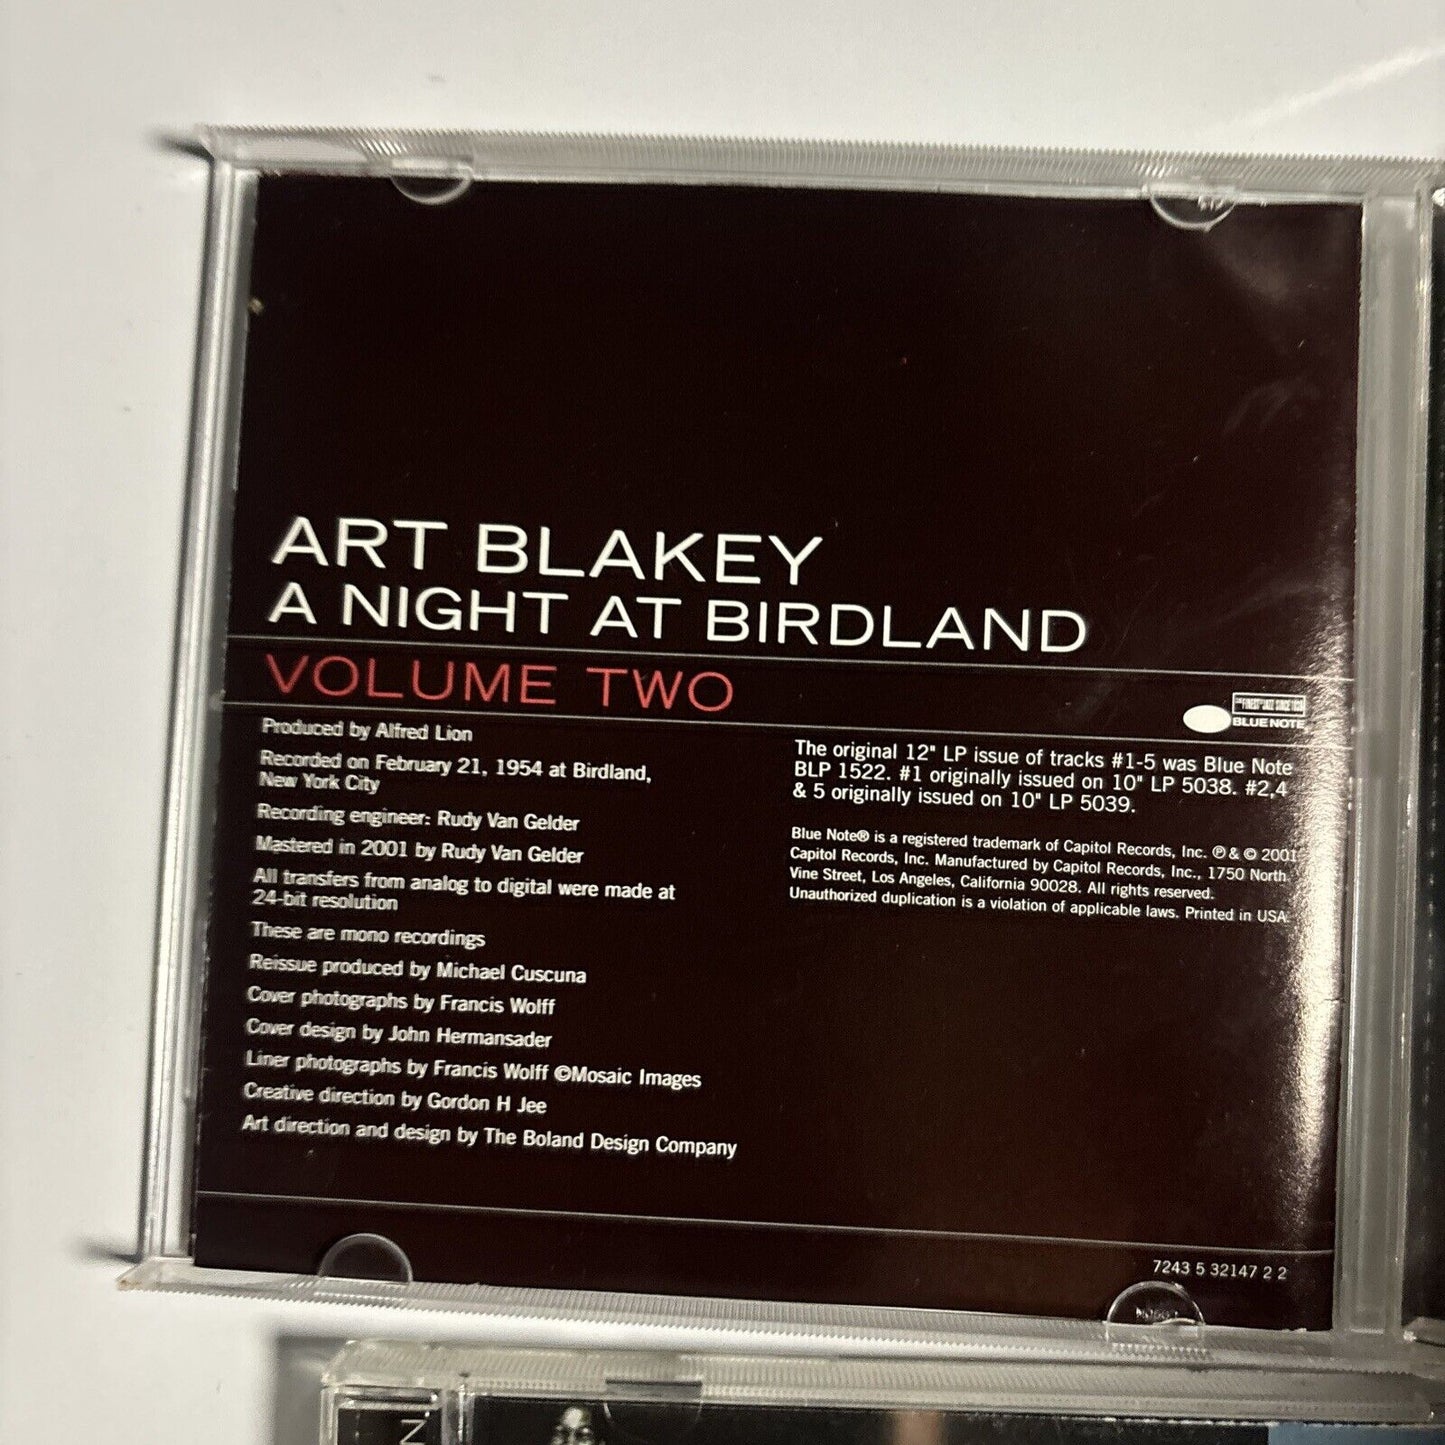 ART BLAKEY
A NIGHT AT BIRDLAND
VOLUME TWO
Produced by Alfred Lion
Recorded on February 21, 1954 at Birdland,
New York City
Recording engineer: Rudy Van Gelder
Mastered in 2001 by Rudy Van Gelder
All transfers from analog to digital were made at
24-bit resolution
These are mono recordings
Reissue produced by Michael Cuscuna
Cover photographs by Francis Wolff
Cover design by John Hermansader
Liner photographs by Francis Wolff ©Mosaic Images
Creative direction by Gordon H Jee
Art direction and design by The Boland Design Company
THE FINEST IN JAZZ SINCE 1939
BLUE NOTE
The original 12" LP issue of tracks #1-5 was Blue Note
BLP 1522. #1 originally issued on 10" LP 5038. #2,4
& 5 originally issued on 10" LP 5039.
Blue Note® is a registered trademark of Capitol Records, Inc. ℗ & © 2001
Capitol Records, Inc. Manufactured by Capitol Records, Inc., 1750 North
Vine Street, Los Angeles, California 90028. All rights reserved.
Unauthorized duplication is a violation of applicable laws. Printed in USA.
7243 5 32147 2 2